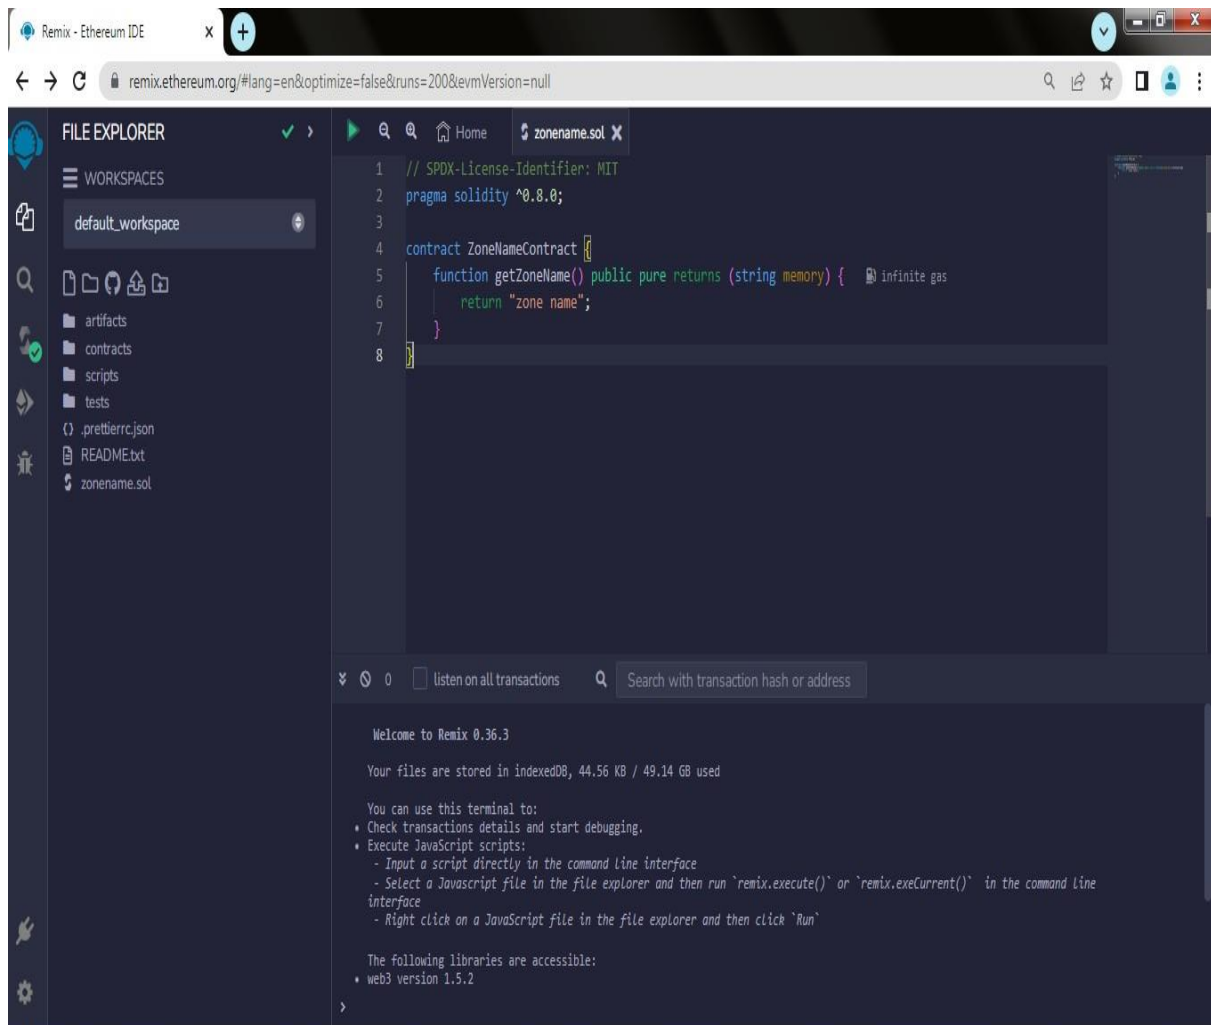 Remix - Ethereum IDE
remix.ethereum.org/#lang=en&optimize=false&runs=200&evmVersion=null
FILE EXPLORER
WORKSPACES
default_workspace
artifacts
contracts
scripts
tests
.prettierrc.json
README.txt
zonename.sol
Home
zonename.sol
1 // SPDX-License-Identifier: MIT
2 pragma solidity ^0.8.0;
3
4 contract ZoneNameContract {
5 function getZoneName() public pure returns (string memory) { infinite gas
6 return "zone name";
7 }
8 }
0 listen on all transactions Search with transaction hash or address
Welcome to Remix 0.36.3
Your files are stored in indexedDB, 44.56 KB / 49.14 GB used
You can use this terminal to:
• Check transactions details and start debugging.
• Execute JavaScript scripts:
- Input a script directly in the command line interface
- Select a Javascript file in the file explorer and then run `remix.execute()` or `remix.exeCurrent()` in the command line
interface
- Right click on a JavaScript file in the file explorer and then click `Run`
The following libraries are accessible:
• web3 version 1.5.2
>